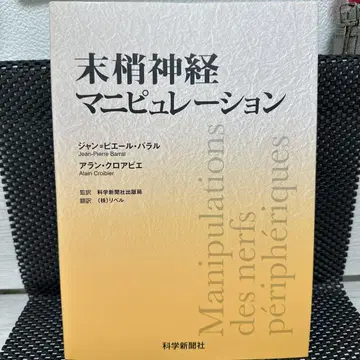 末梢神経
マニピュレーション
ジャン=ピエール・バラル
Jean-Pierre Barral
アラン・クロアビエ
Alain Croibier
監訳 科学新聞社出版局
翻訳 (株)リベル
Manipulations
des nerfs
périphériques
科学新聞社